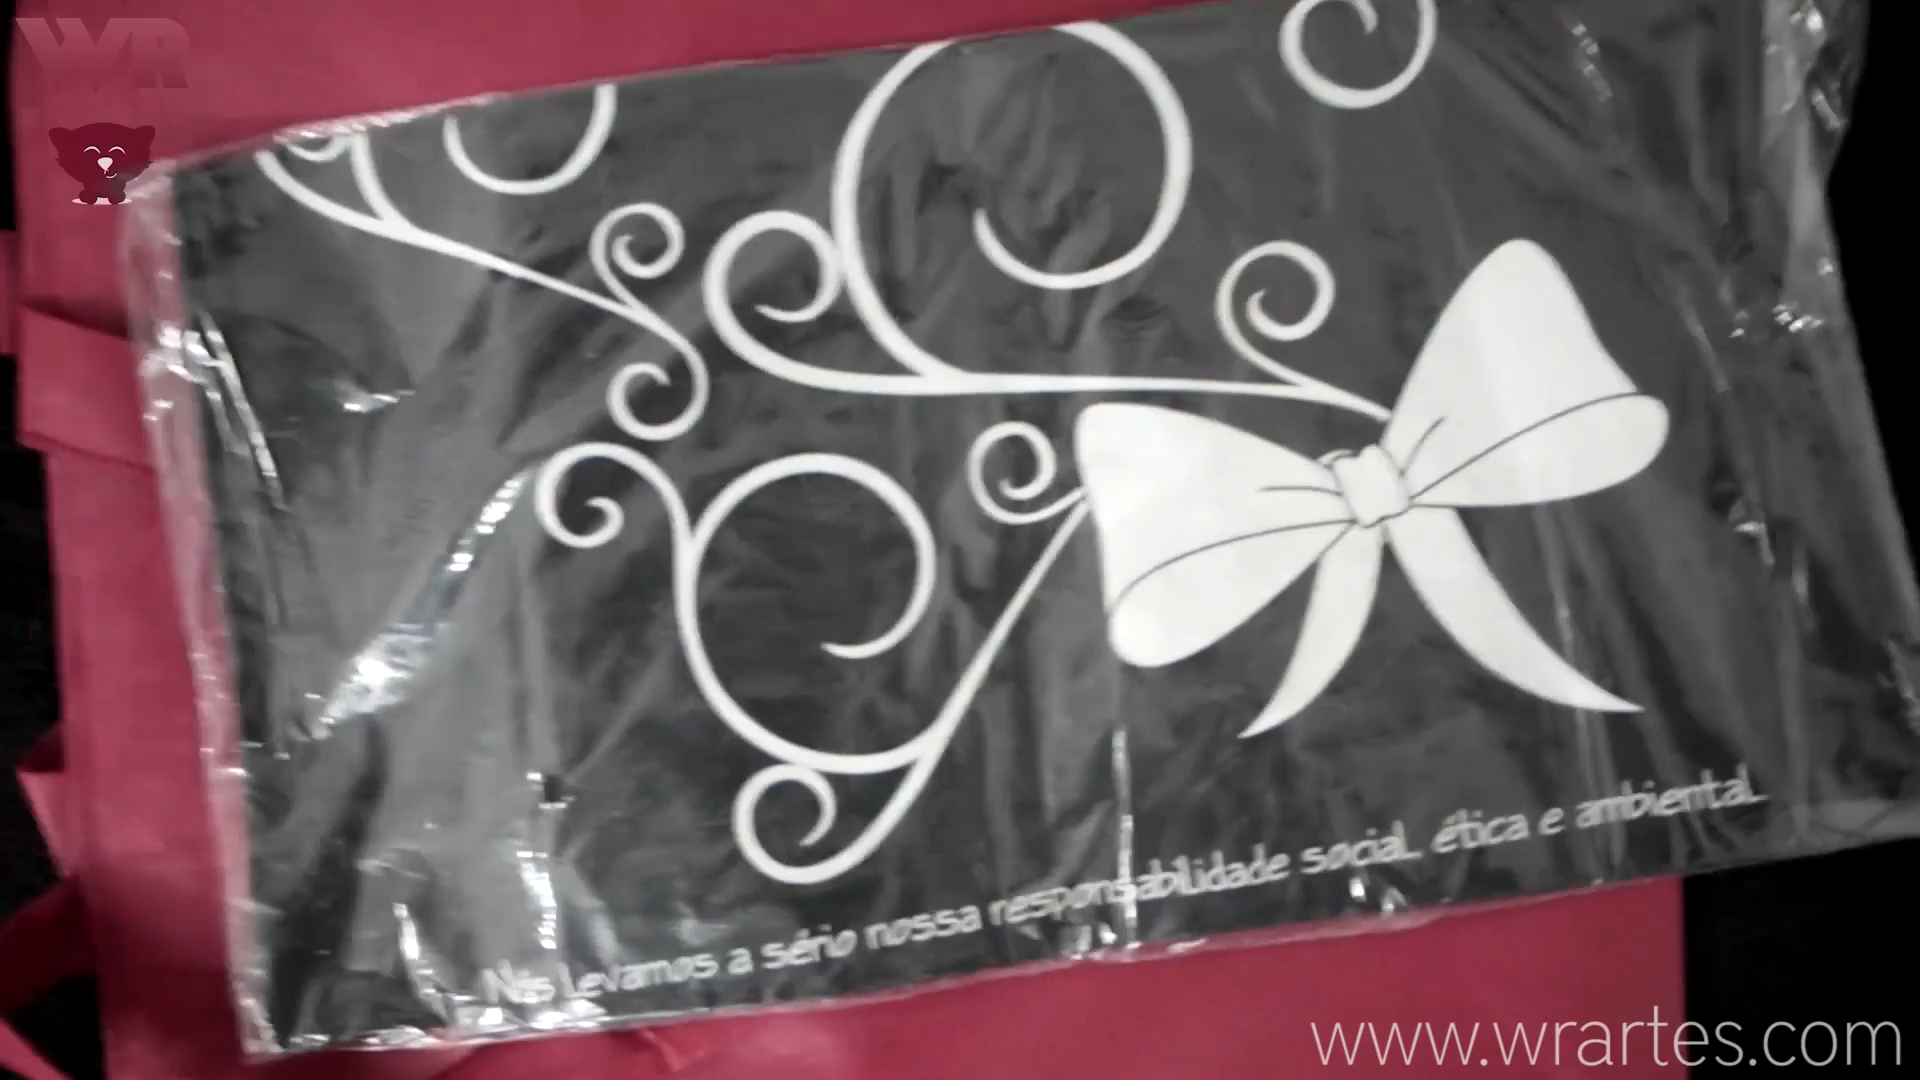 WR
Nós levamos a sério nossa responsabilidade social, ética e ambiental.
www.wrartes.com